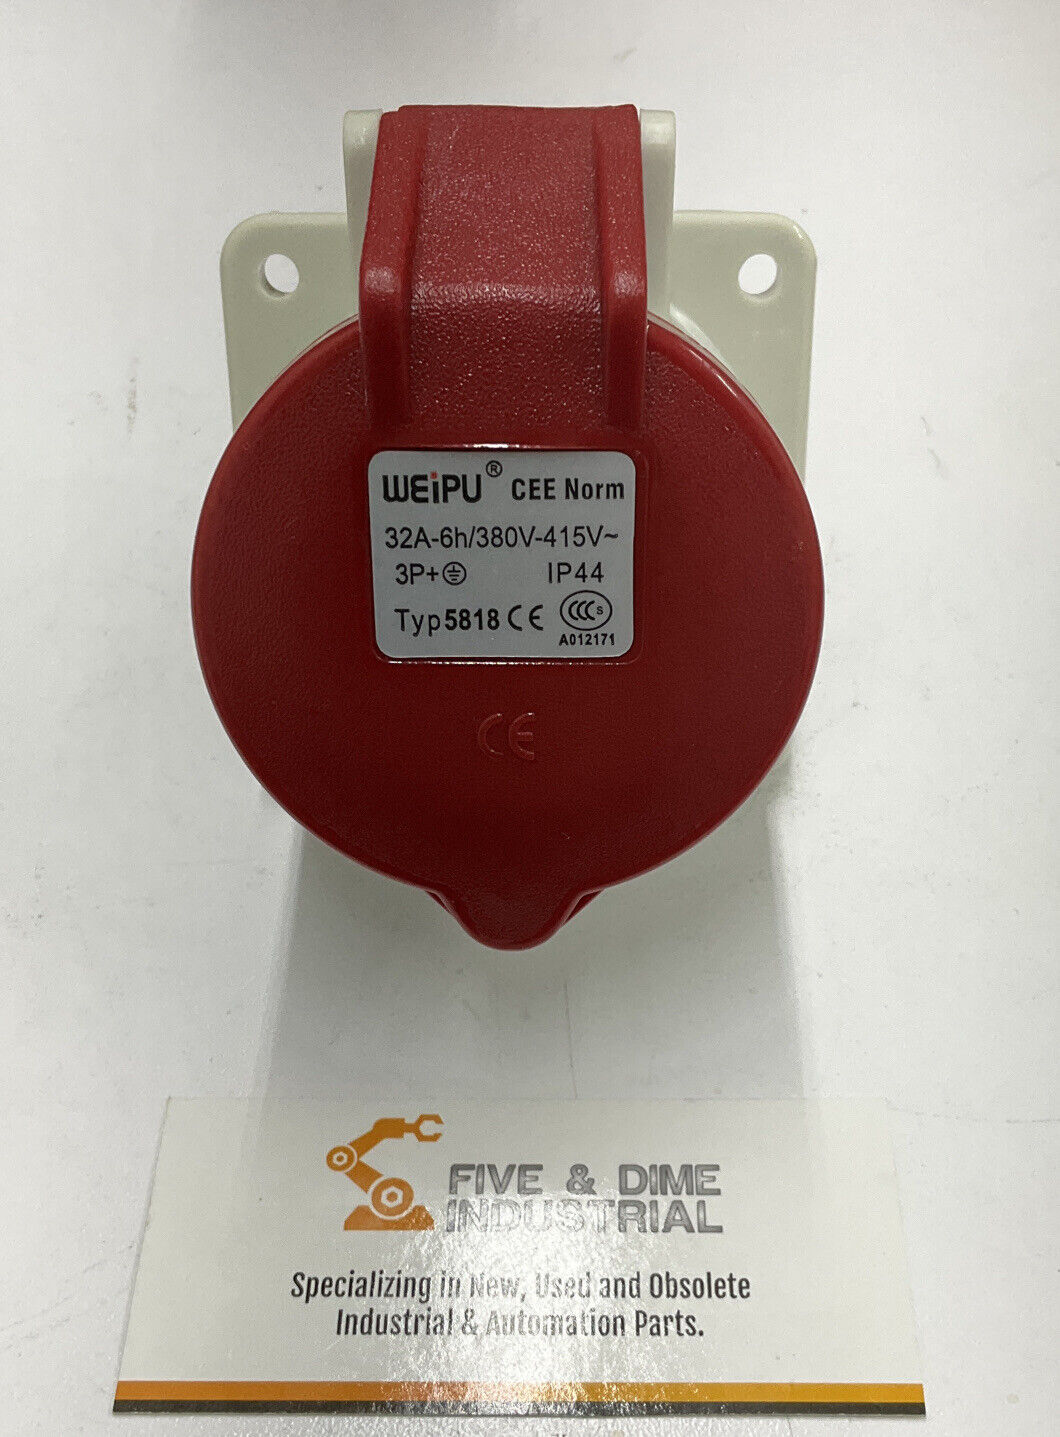 WEiPU® CEE Norm
32A-6h/380V-415V~
3P+⏚ IP44
Typ5818 CE CCC S
A012171
CE
FIVE & DIME
INDUSTRIAL
Specializing in New, Used and Obsolete
Industrial & Automation Parts.